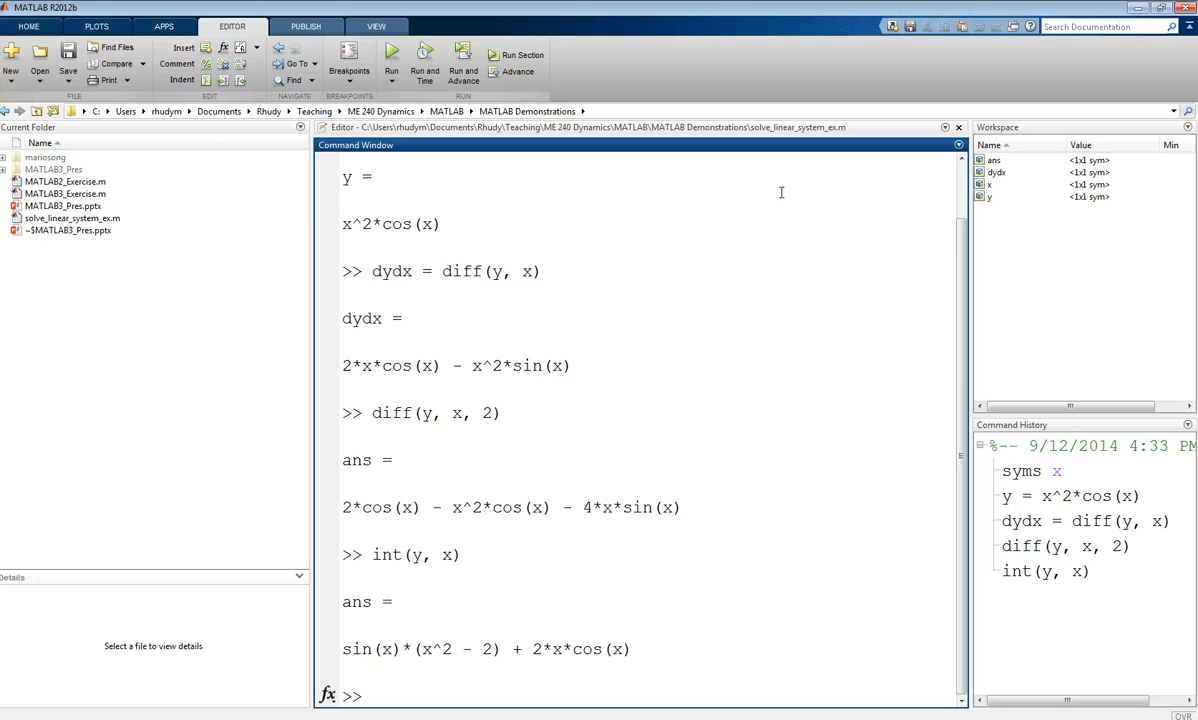 MATLAB R2012b
HOME PLOTS APPS EDITOR PUBLISH VIEW
Search Documentation
New Open Save Find Files Compare Print
FILE
Insert fx Comment % Indent
EDIT
Go To Find
NAVIGATE
Breakpoints
BREAKPOINTS
Run Run and Time Run and Advance Run Section Advance
RUN
C: Users rhudym Documents Rhudy Teaching ME 240 Dynamics MATLAB MATLAB Demonstrations
Current Folder
Name
mariosong
MATLAB3_Pres
MATLAB2_Exercise.m
MATLAB3_Exercise.m
MATLAB3_Pres.pptx
solve_linear_system_ex.m
~$MATLAB3_Pres.pptx
Details
Select a file to view details
Editor - C:\Users\rhudym\Documents\Rhudy\Teaching\ME 240 Dynamics\MATLAB\MATLAB Demonstrations\solve_linear_system_ex.m
Command Window
y =
x^2*cos(x)
>> dydx = diff(y, x)
dydx =
2*x*cos(x) - x^2*sin(x)
>> diff(y, x, 2)
ans =
2*cos(x) - x^2*cos(x) - 4*x*sin(x)
>> int(y, x)
ans =
sin(x)*(x^2 - 2) + 2*x*cos(x)
fx >>
Workspace
Name Value Min
ans <1x1 sym>
dydx <1x1 sym>
x <1x1 sym>
y <1x1 sym>
Command History
%-- 9/12/2014 4:33 PM
syms x
y = x^2*cos(x)
dydx = diff(y, x)
diff(y, x, 2)
int(y, x)
OVR